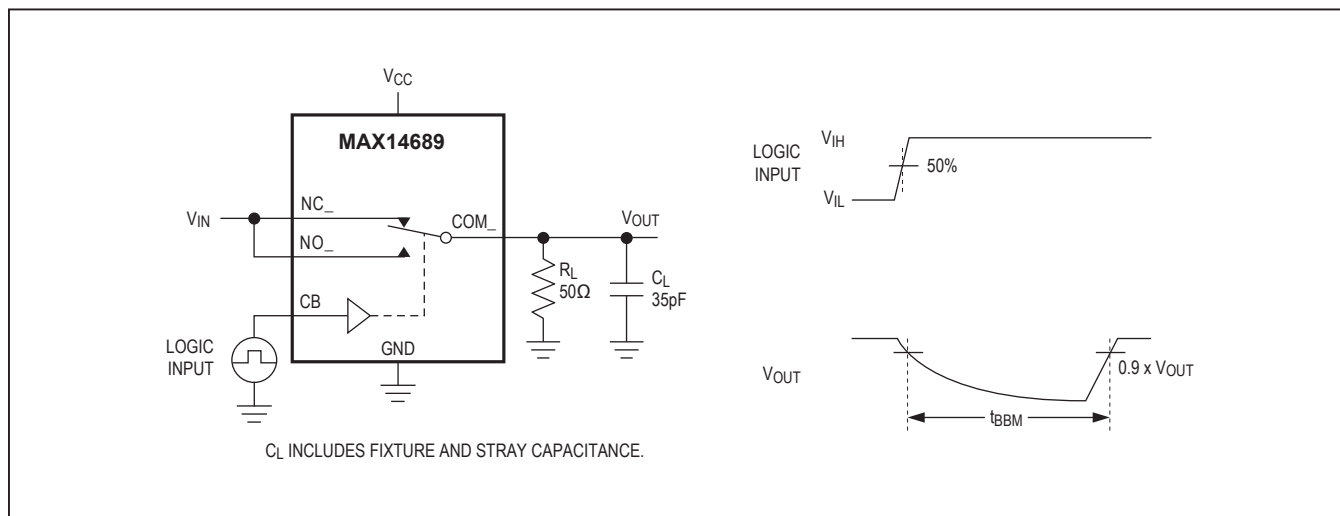 VCC
MAX14689
VIN
NC_
NO_
COM_
VOUT
RL
50Ω
CL
35pF
CB
LOGIC
INPUT
GND
CL INCLUDES FIXTURE AND STRAY CAPACITANCE.
LOGIC
INPUT
VIH
VIL
50%
VOUT
0.9 x VOUT
tBBM